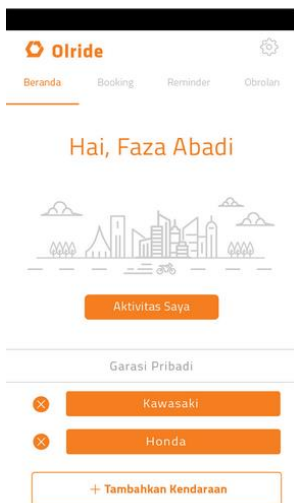 Olride
Beranda Booking Reminder Obrolan
Hai, Faza Abadi
Aktivitas Saya
Garasi Pribadi
Kawasaki
Honda
+ Tambahkan Kendaraan